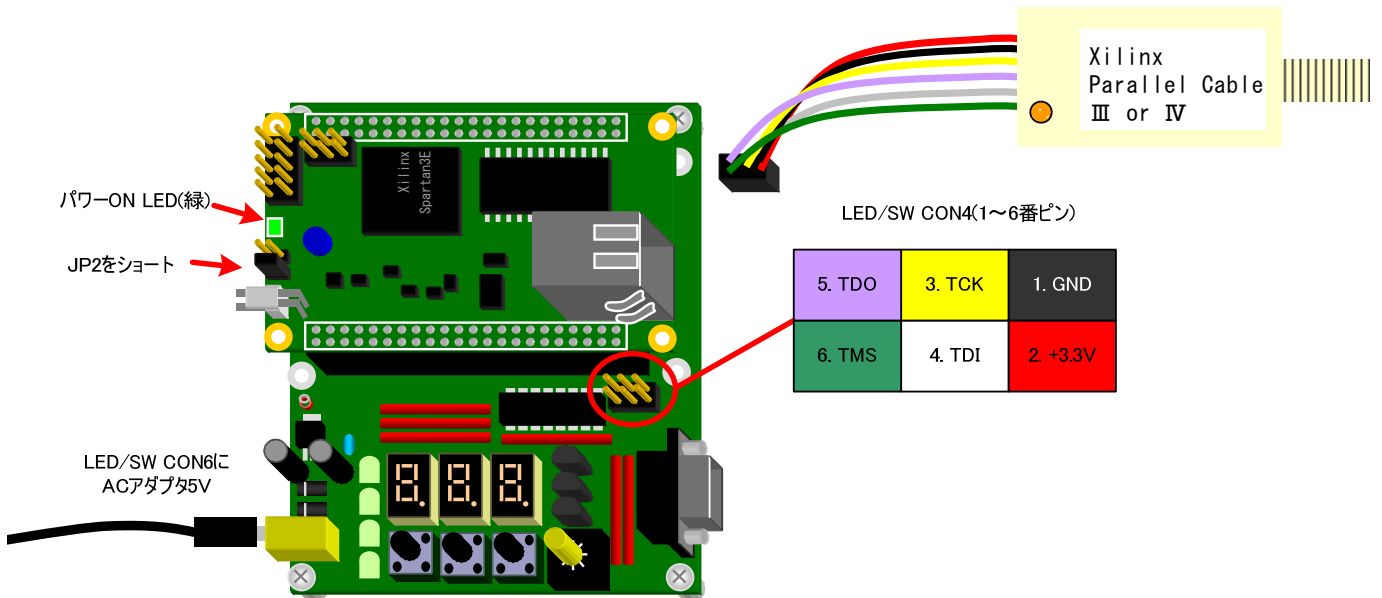 Xilinx
Parallel Cable
Ⅲ or Ⅳ
Xilinx
Spartan3E
パワーON LED(緑)
JP2をショート
LED/SW CON4(1～6番ピン)
5. TDO
3. TCK
1. GND
6. TMS
4. TDI
2. +3.3V
LED/SW CON6に
ACアダプタ5V
8.
8.
8.